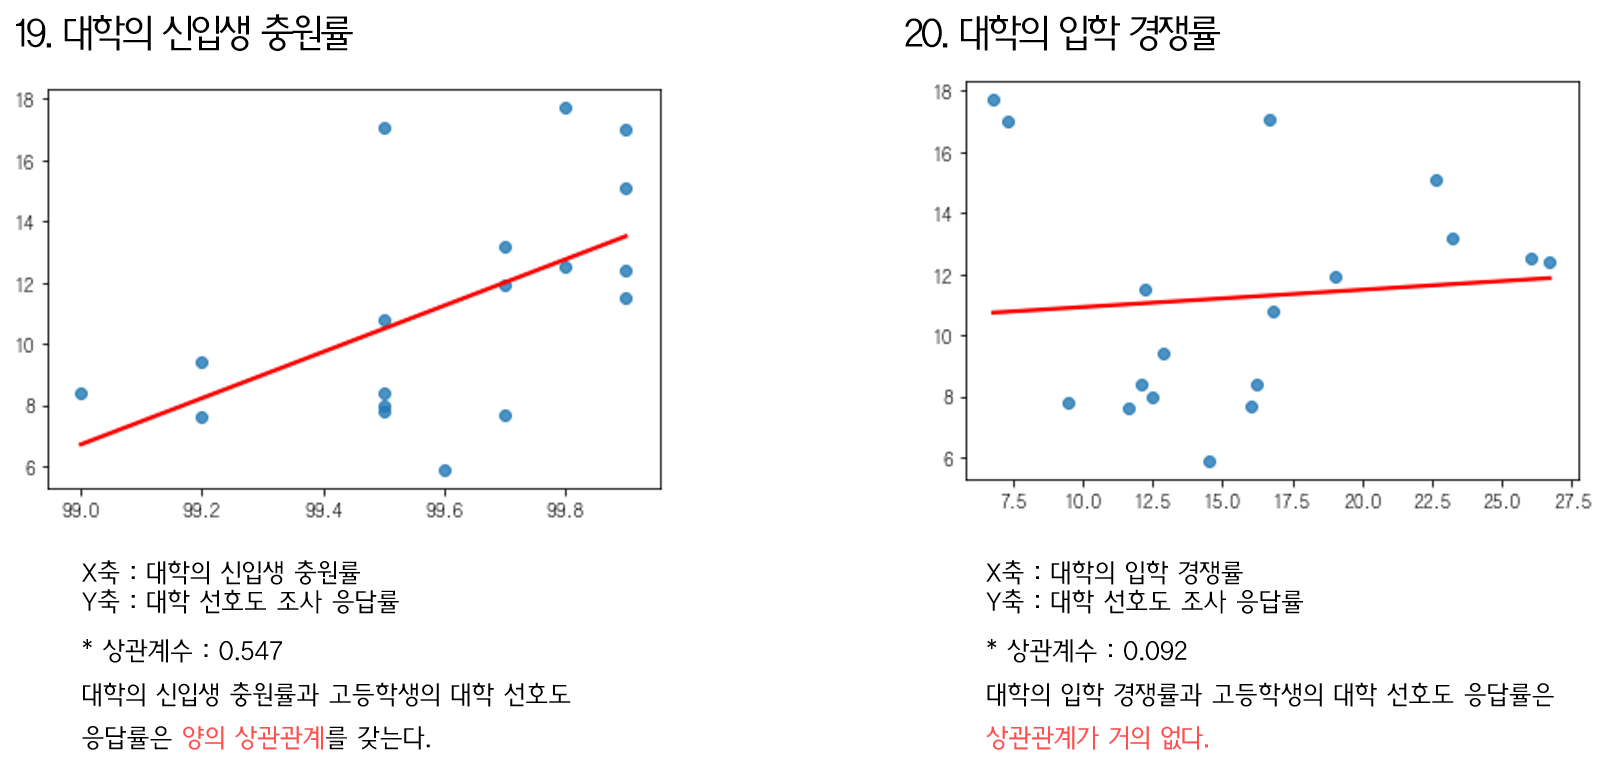 19. 대학의 신입생 충원률
18
16
14
12
10
8
6
99.0 99.2 99.4 99.6 99.8
X축 : 대학의 신입생 충원률
Y축 : 대학 선호도 조사 응답률
* 상관계수 : 0.547
대학의 신입생 충원률과 고등학생의 대학 선호도
응답률은 양의 상관관계를 갖는다.
20. 대학의 입학 경쟁률
18
16
14
12
10
8
6
7.5 10.0 12.5 15.0 17.5 20.0 22.5 25.0 27.5
X축 : 대학의 입학 경쟁률
Y축 : 대학 선호도 조사 응답률
* 상관계수 : 0.092
대학의 입학 경쟁률과 고등학생의 대학 선호도 응답률은
상관관계가 거의 없다.